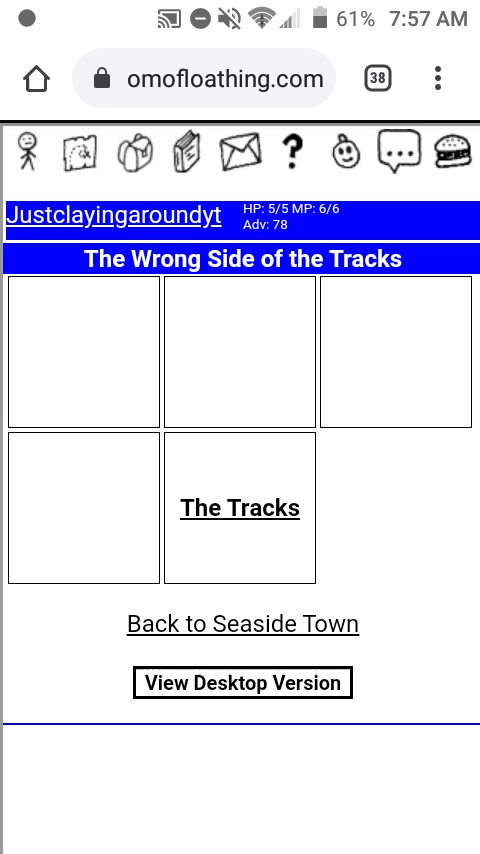 61% 7:57 AM
omofloathing.com
38
?
Justclayingaroundyt
HP: 5/5 MP: 6/6
Adv: 78
The Wrong Side of the Tracks
The Tracks
Back to Seaside Town
View Desktop Version